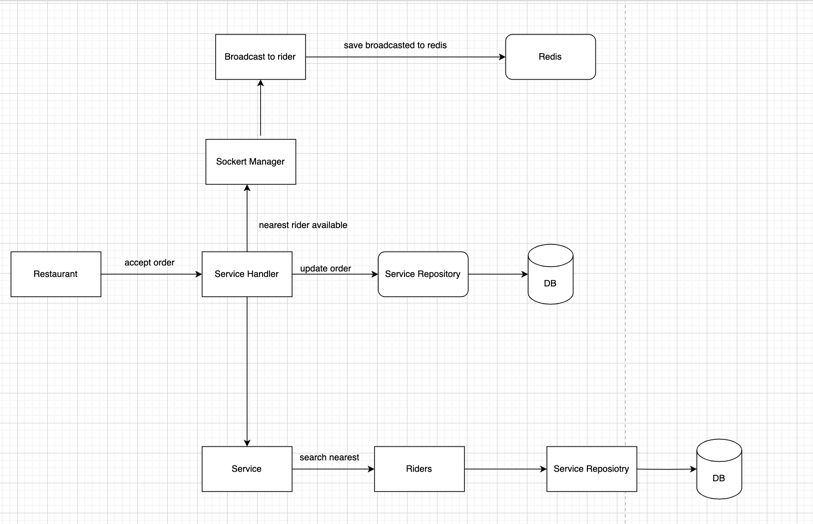 save broadcasted to redis
Broadcast to rider
Redis
Sockert Manager
nearest rider available
accept order
Restaurant
Service Handler
update order
Service Repository
DB
search nearest
Service
Riders
Service Reposiotry
DB